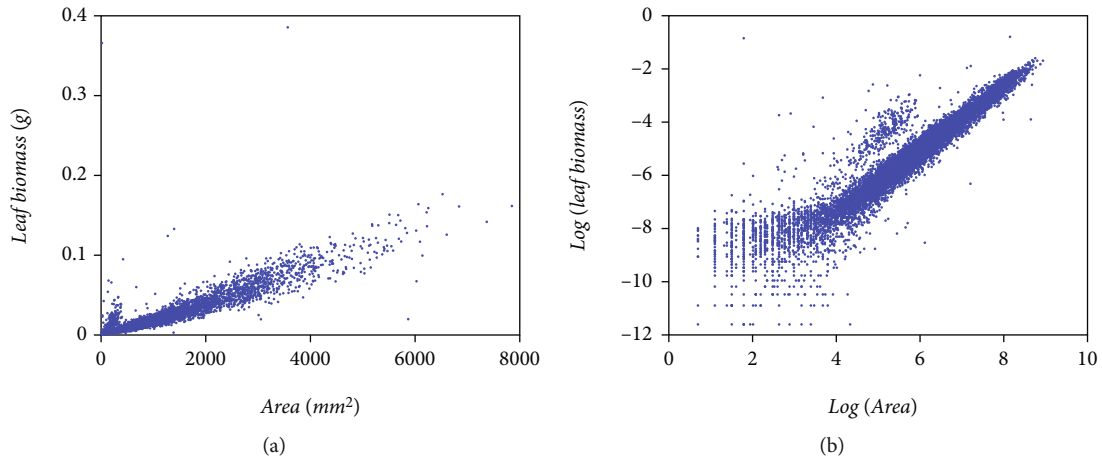 0.4
0.3
0.2
0.1
0
0 2000 4000 6000 8000
Leaf biomass (g)
Area (mm²)
(a)
0
−2
−4
−6
−8
−10
−12
0 2 4 6 8 10
Log (leaf biomass)
Log (Area)
(b)